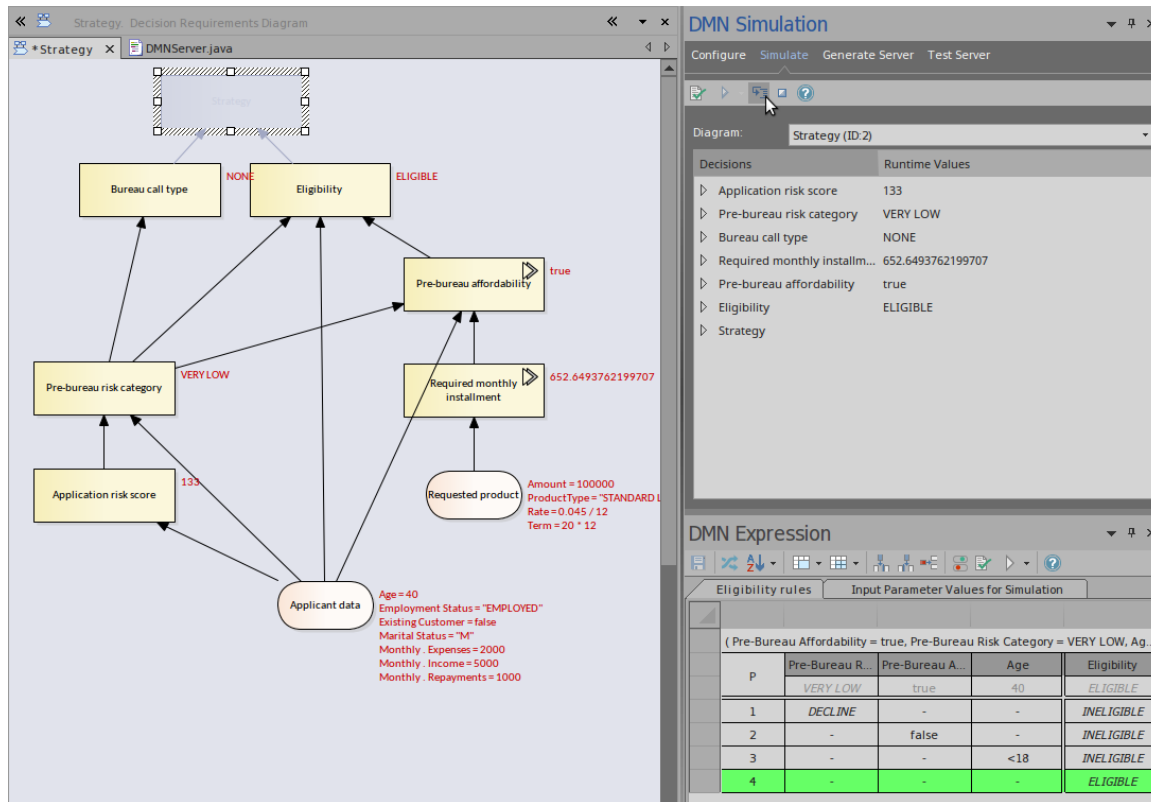 Strategy. Decision Requirements Diagram
*Strategy X DMNServer.java
Strategy
Bureau call type
NONE
Eligibility
ELIGIBLE
Pre-bureau affordability
true
Pre-bureau risk category
VERY LOW
Required monthly
installment
652.6493762199707
Application risk score
133
Requested product
Amount = 100000
ProductType = "STANDARD L
Rate = 0.045 / 12
Term = 20 * 12
Applicant data
Age = 40
Employment Status = "EMPLOYED"
Existing Customer = false
Marital Status = "M"
Monthly . Expenses = 2000
Monthly . Income = 5000
Monthly . Repayments = 1000
DMN Simulation
Configure Simulate Generate Server Test Server
Diagram: Strategy (ID:2)
Decisions Runtime Values
Application risk score 133
Pre-bureau risk category VERY LOW
Bureau call type NONE
Required monthly installm... 652.6493762199707
Pre-bureau affordability true
Eligibility ELIGIBLE
Strategy
DMN Expression
Eligibility rules Input Parameter Values for Simulation
( Pre-Bureau Affordability = true, Pre-Bureau Risk Category = VERY LOW, Ag...
P Pre-Bureau R... Pre-Bureau A... Age Eligibility
VERY LOW true 40 ELIGIBLE
1 DECLINE - - INELIGIBLE
2 - false - INELIGIBLE
3 - - <18 INELIGIBLE
4 - - - ELIGIBLE